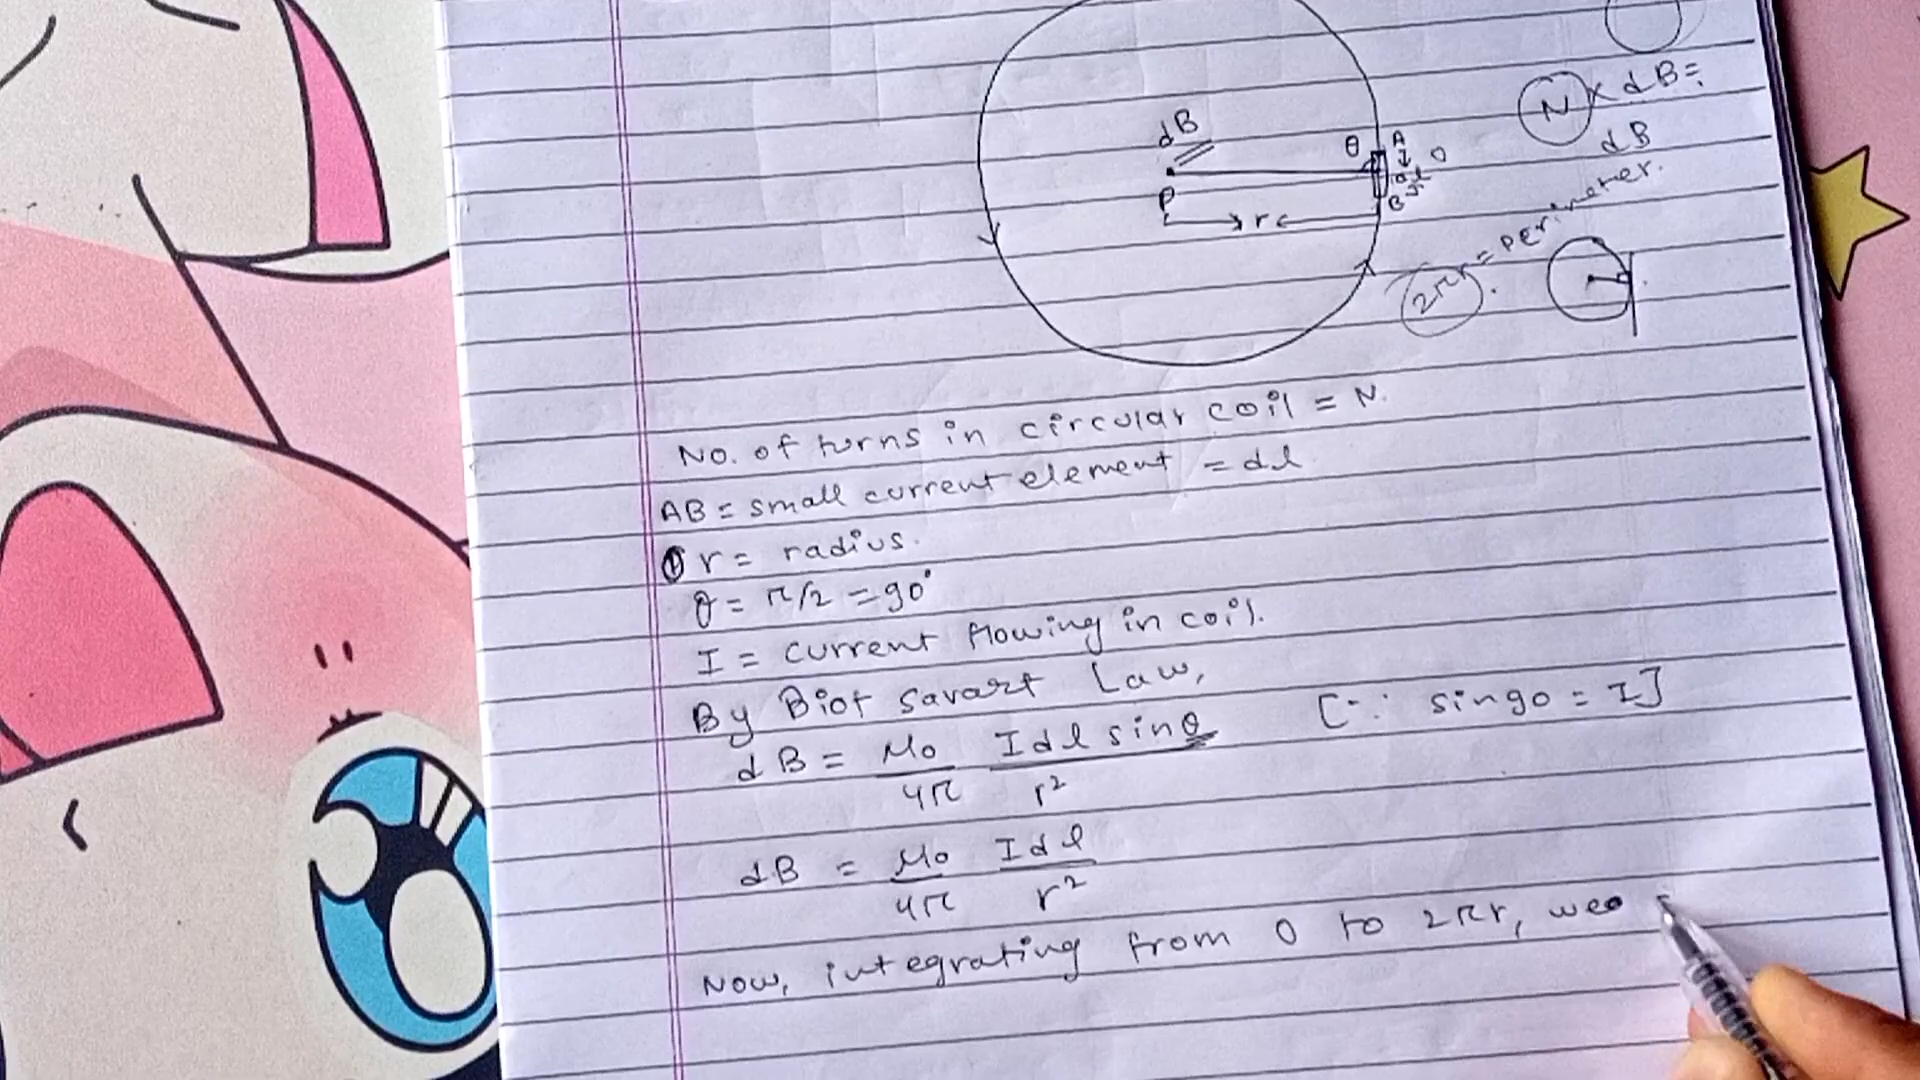 N × dB = ?
dB
dB
θ
A
I
O
dl
P
B
r
2πr = perimeter.
No. of turns in circular coil = N.
AB = small current element = dl
r = radius.
θ = π/2 = 90°
I = current flowing in coil.
By Biot savart Law,
dB = μ₀/4π Idl sinθ/r² [∵ sin90 = I]
dB = μ₀/4π Idl/r²
Now, integrating from 0 to 2πr, we